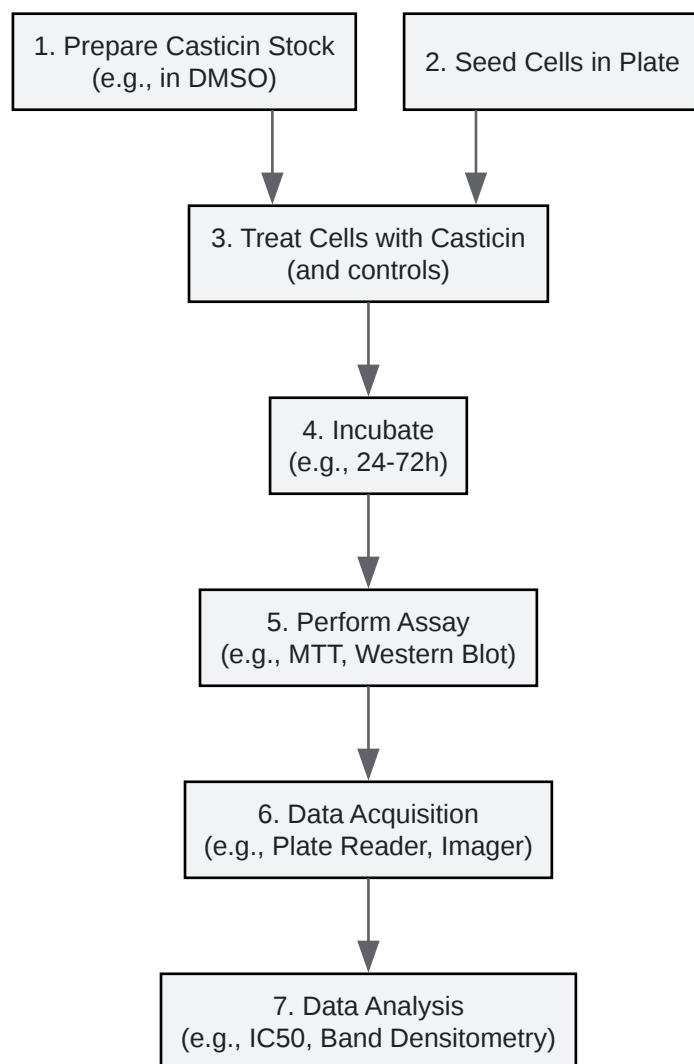 1. Prepare Casticin Stock
(e.g., in DMSO)
2. Seed Cells in Plate
3. Treat Cells with Casticin
(and controls)
4. Incubate
(e.g., 24-72h)
5. Perform Assay
(e.g., MTT, Western Blot)
6. Data Acquisition
(e.g., Plate Reader, Imager)
7. Data Analysis
(e.g., IC50, Band Densitometry)